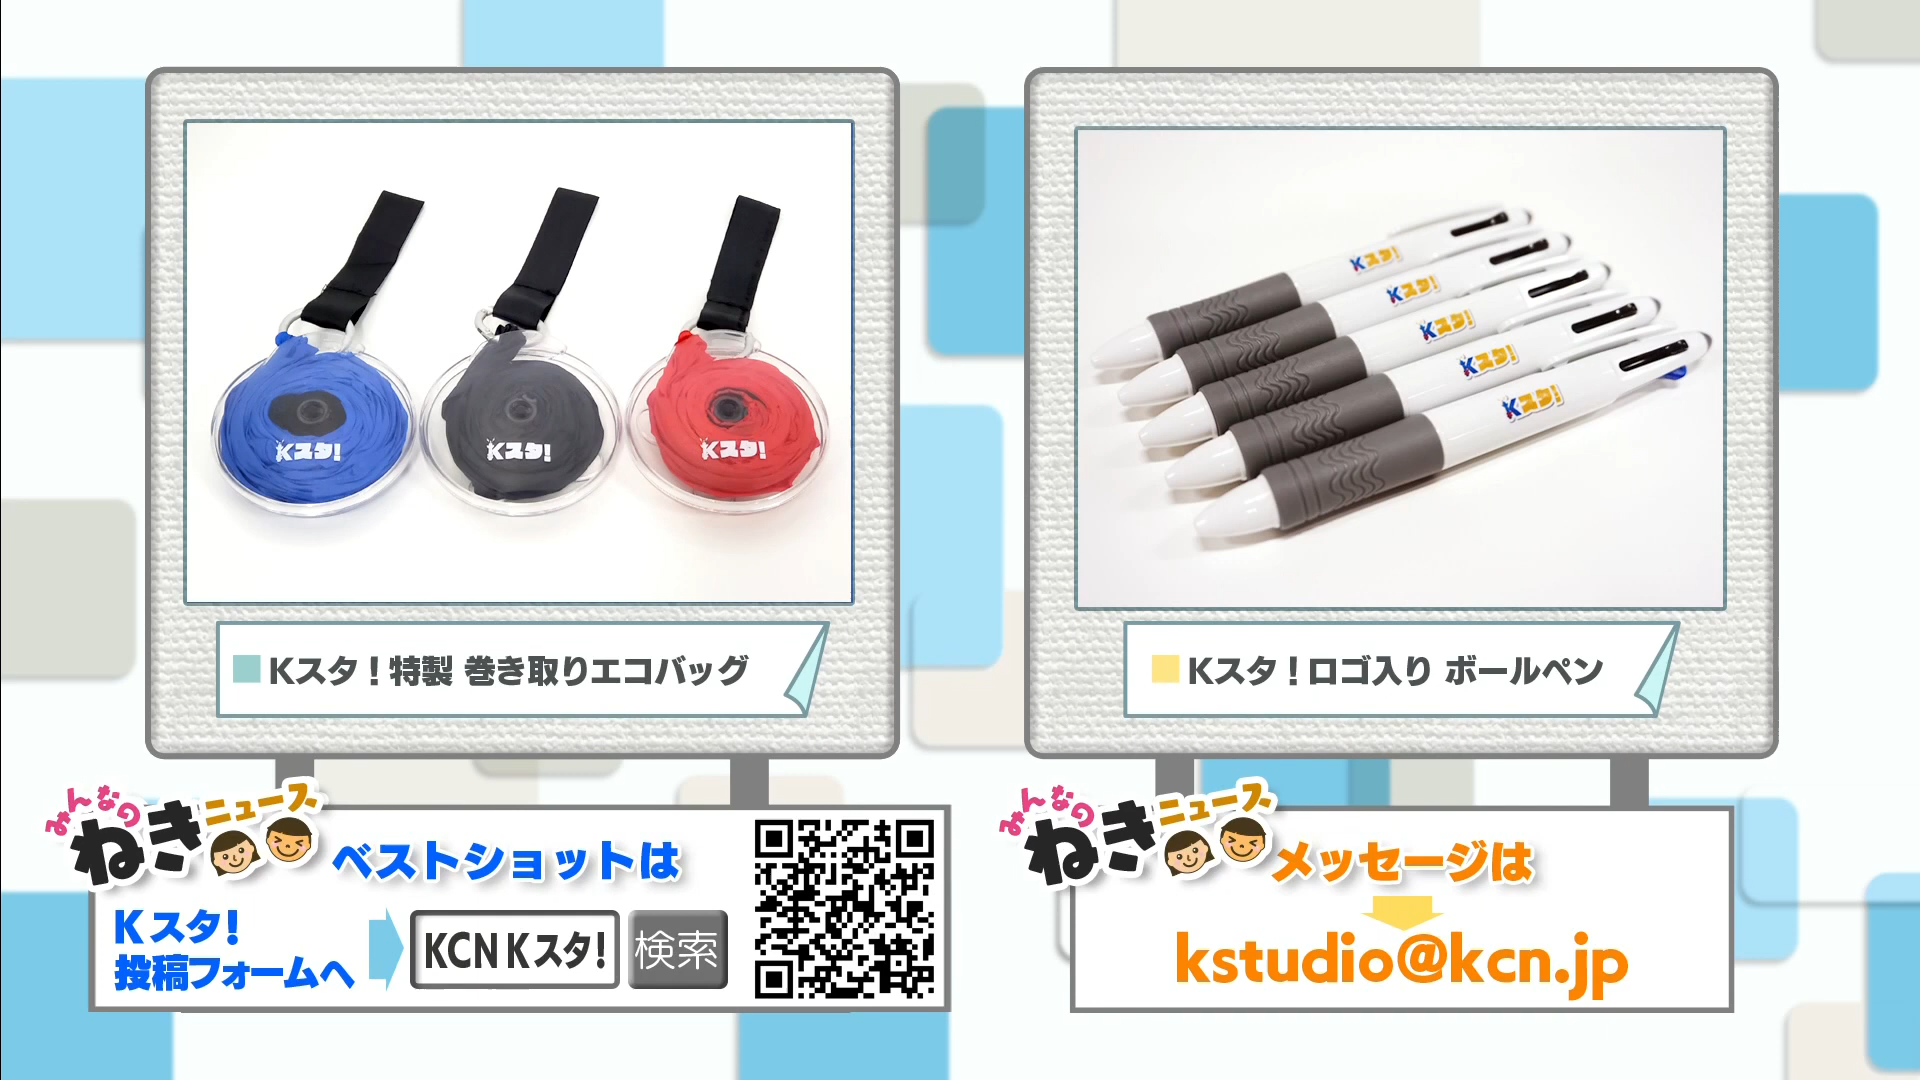 Kスタ!
Kスタ!
Kスタ!
■Kスタ!特製 巻き取りエコバッグ
みんなの
ねきニュース
ベストショットは
Kスタ!
投稿フォームへ
KCN Kスタ!
検索
Kスタ!
Kスタ!
Kスタ!
Kスタ!
Kスタ!
■Kスタ!ロゴ入り ボールペン
みんなの
ねきニュース
メッセージは
kstudio@kcn.jp